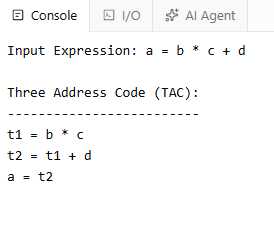 Console I/O AI Agent
Input Expression: a = b * c + d
Three Address Code (TAC):
-------------------------
t1 = b * c
t2 = t1 + d
a = t2